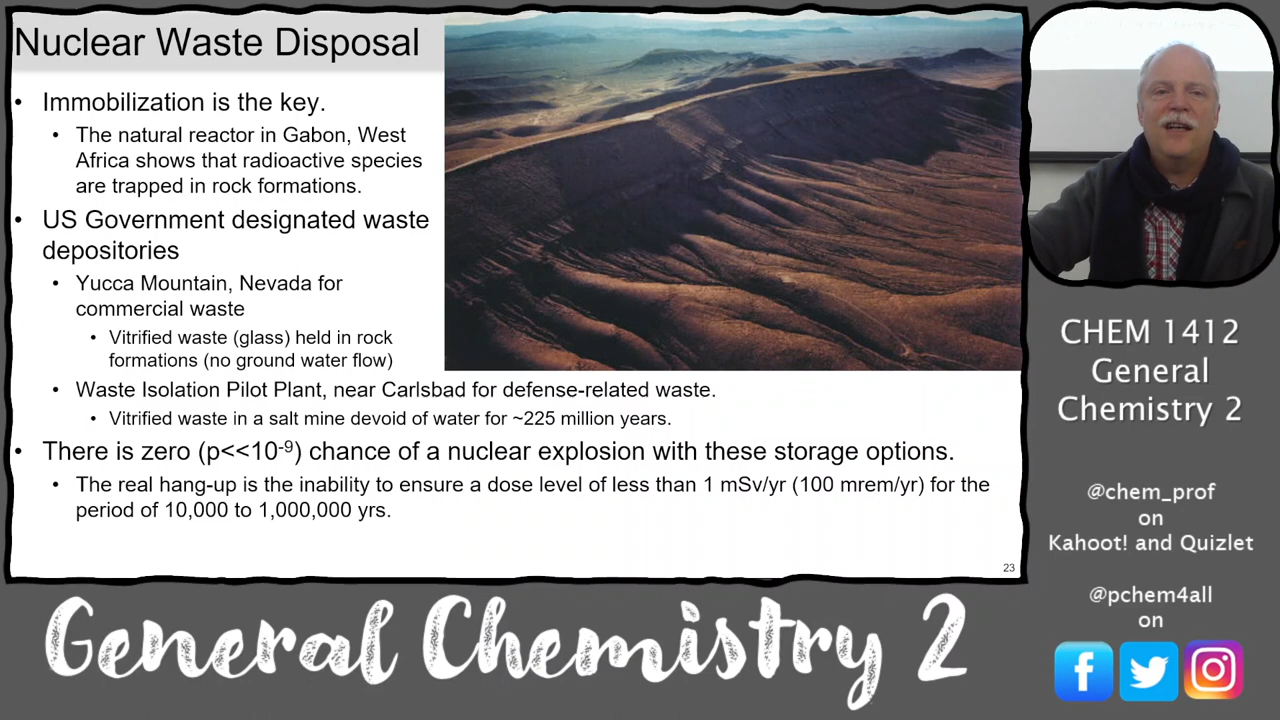 Nuclear Waste Disposal
• Immobilization is the key.
• The natural reactor in Gabon, West
Africa shows that radioactive species
are trapped in rock formations.
• US Government designated waste
depositories
• Yucca Mountain, Nevada for
commercial waste
• Vitrified waste (glass) held in rock
formations (no ground water flow)
• Waste Isolation Pilot Plant, near Carlsbad for defense-related waste.
• Vitrified waste in a salt mine devoid of water for ~225 million years.
• There is zero (p<<10⁻⁹) chance of a nuclear explosion with these storage options.
• The real hang-up is the inability to ensure a dose level of less than 1 mSv/yr (100 mrem/yr) for the
period of 10,000 to 1,000,000 yrs.
23
CHEM 1412
General
Chemistry 2
@chem_prof
on
Kahoot! and Quizlet
@pchem4all
on
General Chemistry 2